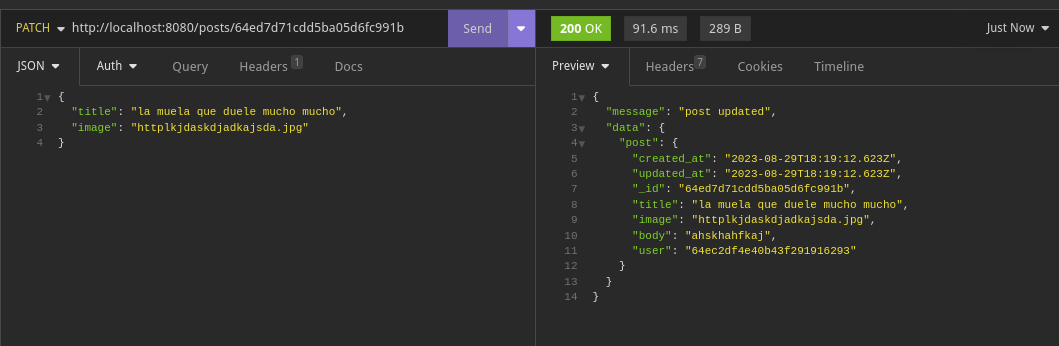 PATCH http://localhost:8080/posts/64ed7d71cdd5ba05d6fc991b Send
200 OK 91.6 ms 289 B Just Now
JSON Auth Query Headers 1 Docs
Preview Headers 7 Cookies Timeline
1 {
2 "title": "la muela que duele mucho mucho",
3 "image": "httplkjdaskdjadkajsda.jpg"
4 }
1 {
2 "message": "post updated",
3 "data": {
4 "post": {
5 "created_at": "2023-08-29T18:19:12.623Z",
6 "updated_at": "2023-08-29T18:19:12.623Z",
7 "_id": "64ed7d71cdd5ba05d6fc991b",
8 "title": "la muela que duele mucho mucho",
9 "image": "httplkjdaskdjadkajsda.jpg",
10 "body": "ahskhahfkaj",
11 "user": "64ec2df4e40b43f291916293"
12 }
13 }
14 }